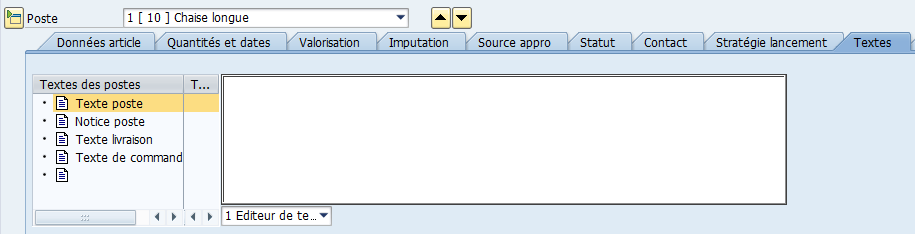 Poste 1 [ 10 ] Chaise longue
Données article Quantités et dates Valorisation Imputation Source appro Statut Contact Stratégie lancement Textes
Textes des postes T...
Texte poste
Notice poste
Texte livraison
Texte de command
1 Editeur de te...